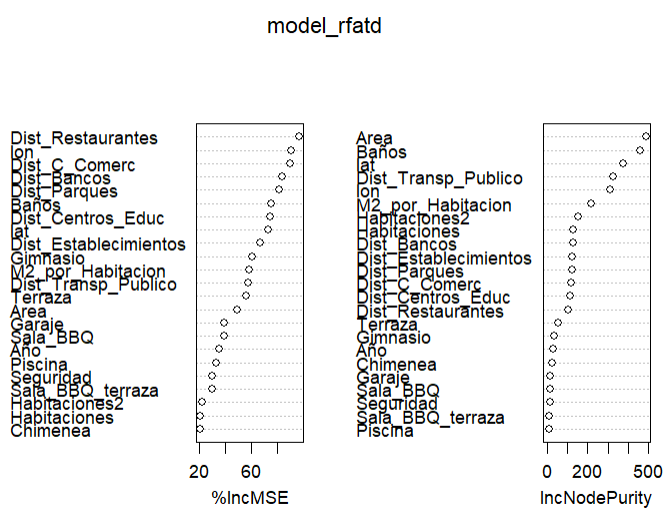 model_rfatd
Dist_Restaurantes
lon
Dist_C_Comerc
Dist_Bancos
Dist_Parques
Baños
Dist_Centros_Educ
lat
Dist_Establecimientos
Gimnasio
M2_por_Habitacion
Dist_Transp_Publico
Terraza
Area
Garaje
Sala_BBQ
Año
Piscina
Seguridad
Sala_BBQ_terraza
Habitaciones2
Habitaciones
Chimenea
20 60
%IncMSE
Area
Baños
lat
Dist_Transp_Publico
lon
M2_por_Habitacion
Habitaciones2
Habitaciones
Dist_Bancos
Dist_Establecimientos
Dist_Parques
Dist_C_Comerc
Dist_Centros_Educ
Dist_Restaurantes
Terraza
Gimnasio
Año
Chimenea
Garaje
Sala_BBQ
Seguridad
Sala_BBQ_terraza
Piscina
0 200 500
IncNodePurity